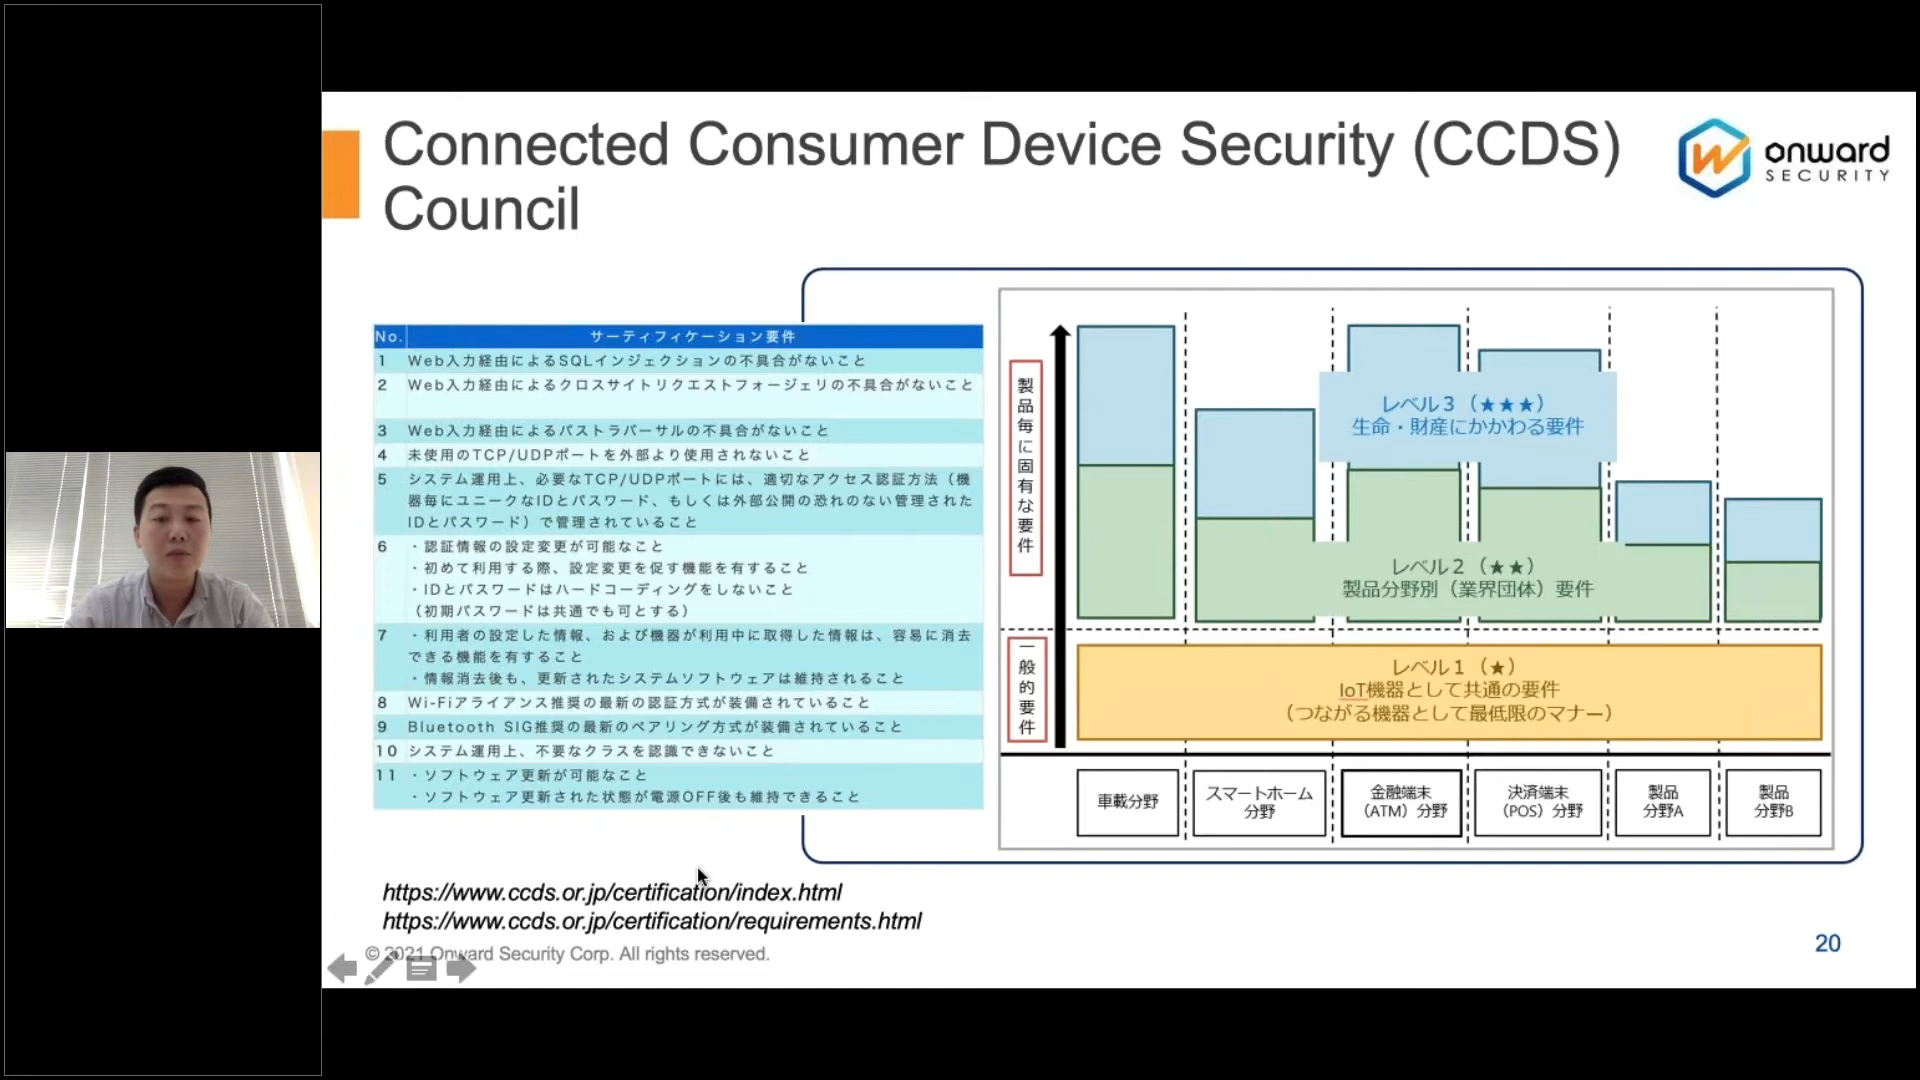 Connected Consumer Device Security (CCDS)
Council
onward
SECURITY
No. サーティフィケーション要件
1 Web入力経由によるSQLインジェクションの不具合がないこと
2 Web入力経由によるクロスサイトリクエストフォージェリの不具合がないこと
3 Web入力経由によるパストラバーサルの不具合がないこと
4 未使用のTCP/UDPポートを外部より使用されないこと
5 システム運用上、必要なTCP/UDPポートには、適切なアクセス認証方法（機
器毎にユニークなIDとパスワード、もしくは外部公開の恐れのない管理された
IDとパスワード）で管理されていること
6 ・認証情報の設定変更が可能なこと
・初めて利用する際、設定変更を促す機能を有すること
・IDとパスワードはハードコーディングをしないこと
（初期パスワードは共通でも可とする）
7 ・利用者の設定した情報、および機器が利用中に取得した情報は、容易に消去
できる機能を有すること
・情報消去後も、更新されたシステムソフトウェアは維持されること
8 Wi-Fiアライアンス推奨の最新の認証方式が装備されていること
9 Bluetooth SIG推奨の最新のペアリング方式が装備されていること
10 システム運用上、不要なクラスを認識できないこと
11 ・ソフトウェア更新が可能なこと
・ソフトウェア更新された状態が電源OFF後も維持できること
製品毎に固有な要件
レベル3（★★★）
生命・財産にかかわる要件
レベル2（★★）
製品分野別（業界団体）要件
一般的要件
レベル1（★）
IoT機器として共通の要件
（つながる機器として最低限のマナー）
車載分野
スマートホーム
分野
金融端末
（ATM）分野
決済端末
（POS）分野
製品
分野A
製品
分野B
https://www.ccds.or.jp/certification/index.html
https://www.ccds.or.jp/certification/requirements.html
© 2021 Onward Security Corp. All rights reserved.
20